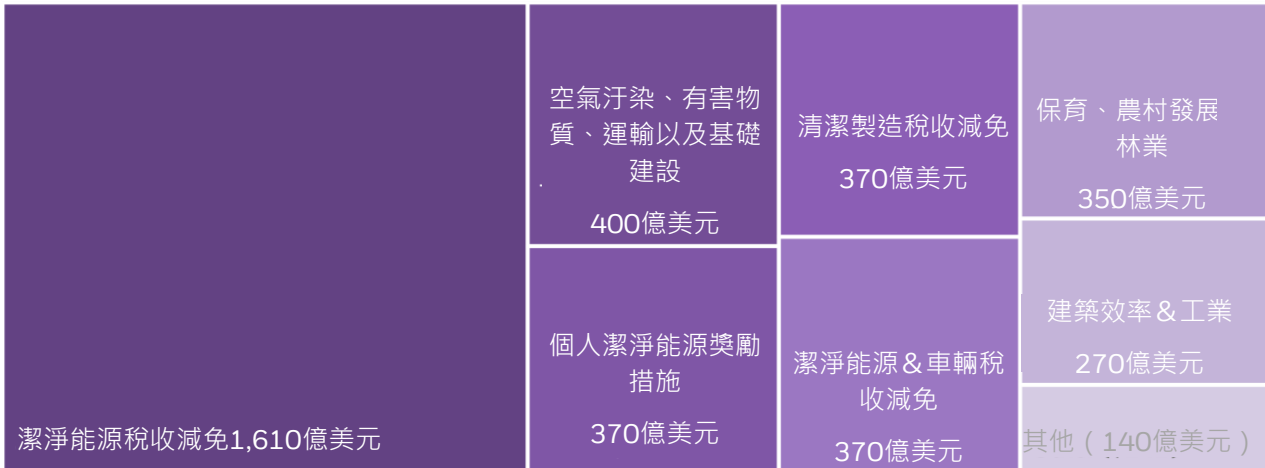 潔淨能源稅收減免1,610億美元
空氣汙染、有害物
質、運輸以及基礎
建設
400億美元
個人潔淨能源獎勵
措施
370億美元
清潔製造稅收減免
370億美元
潔淨能源＆車輛稅
收減免
370億美元
保育、農村發展
林業
350億美元
建築效率＆工業
270億美元
其他（140億美元）